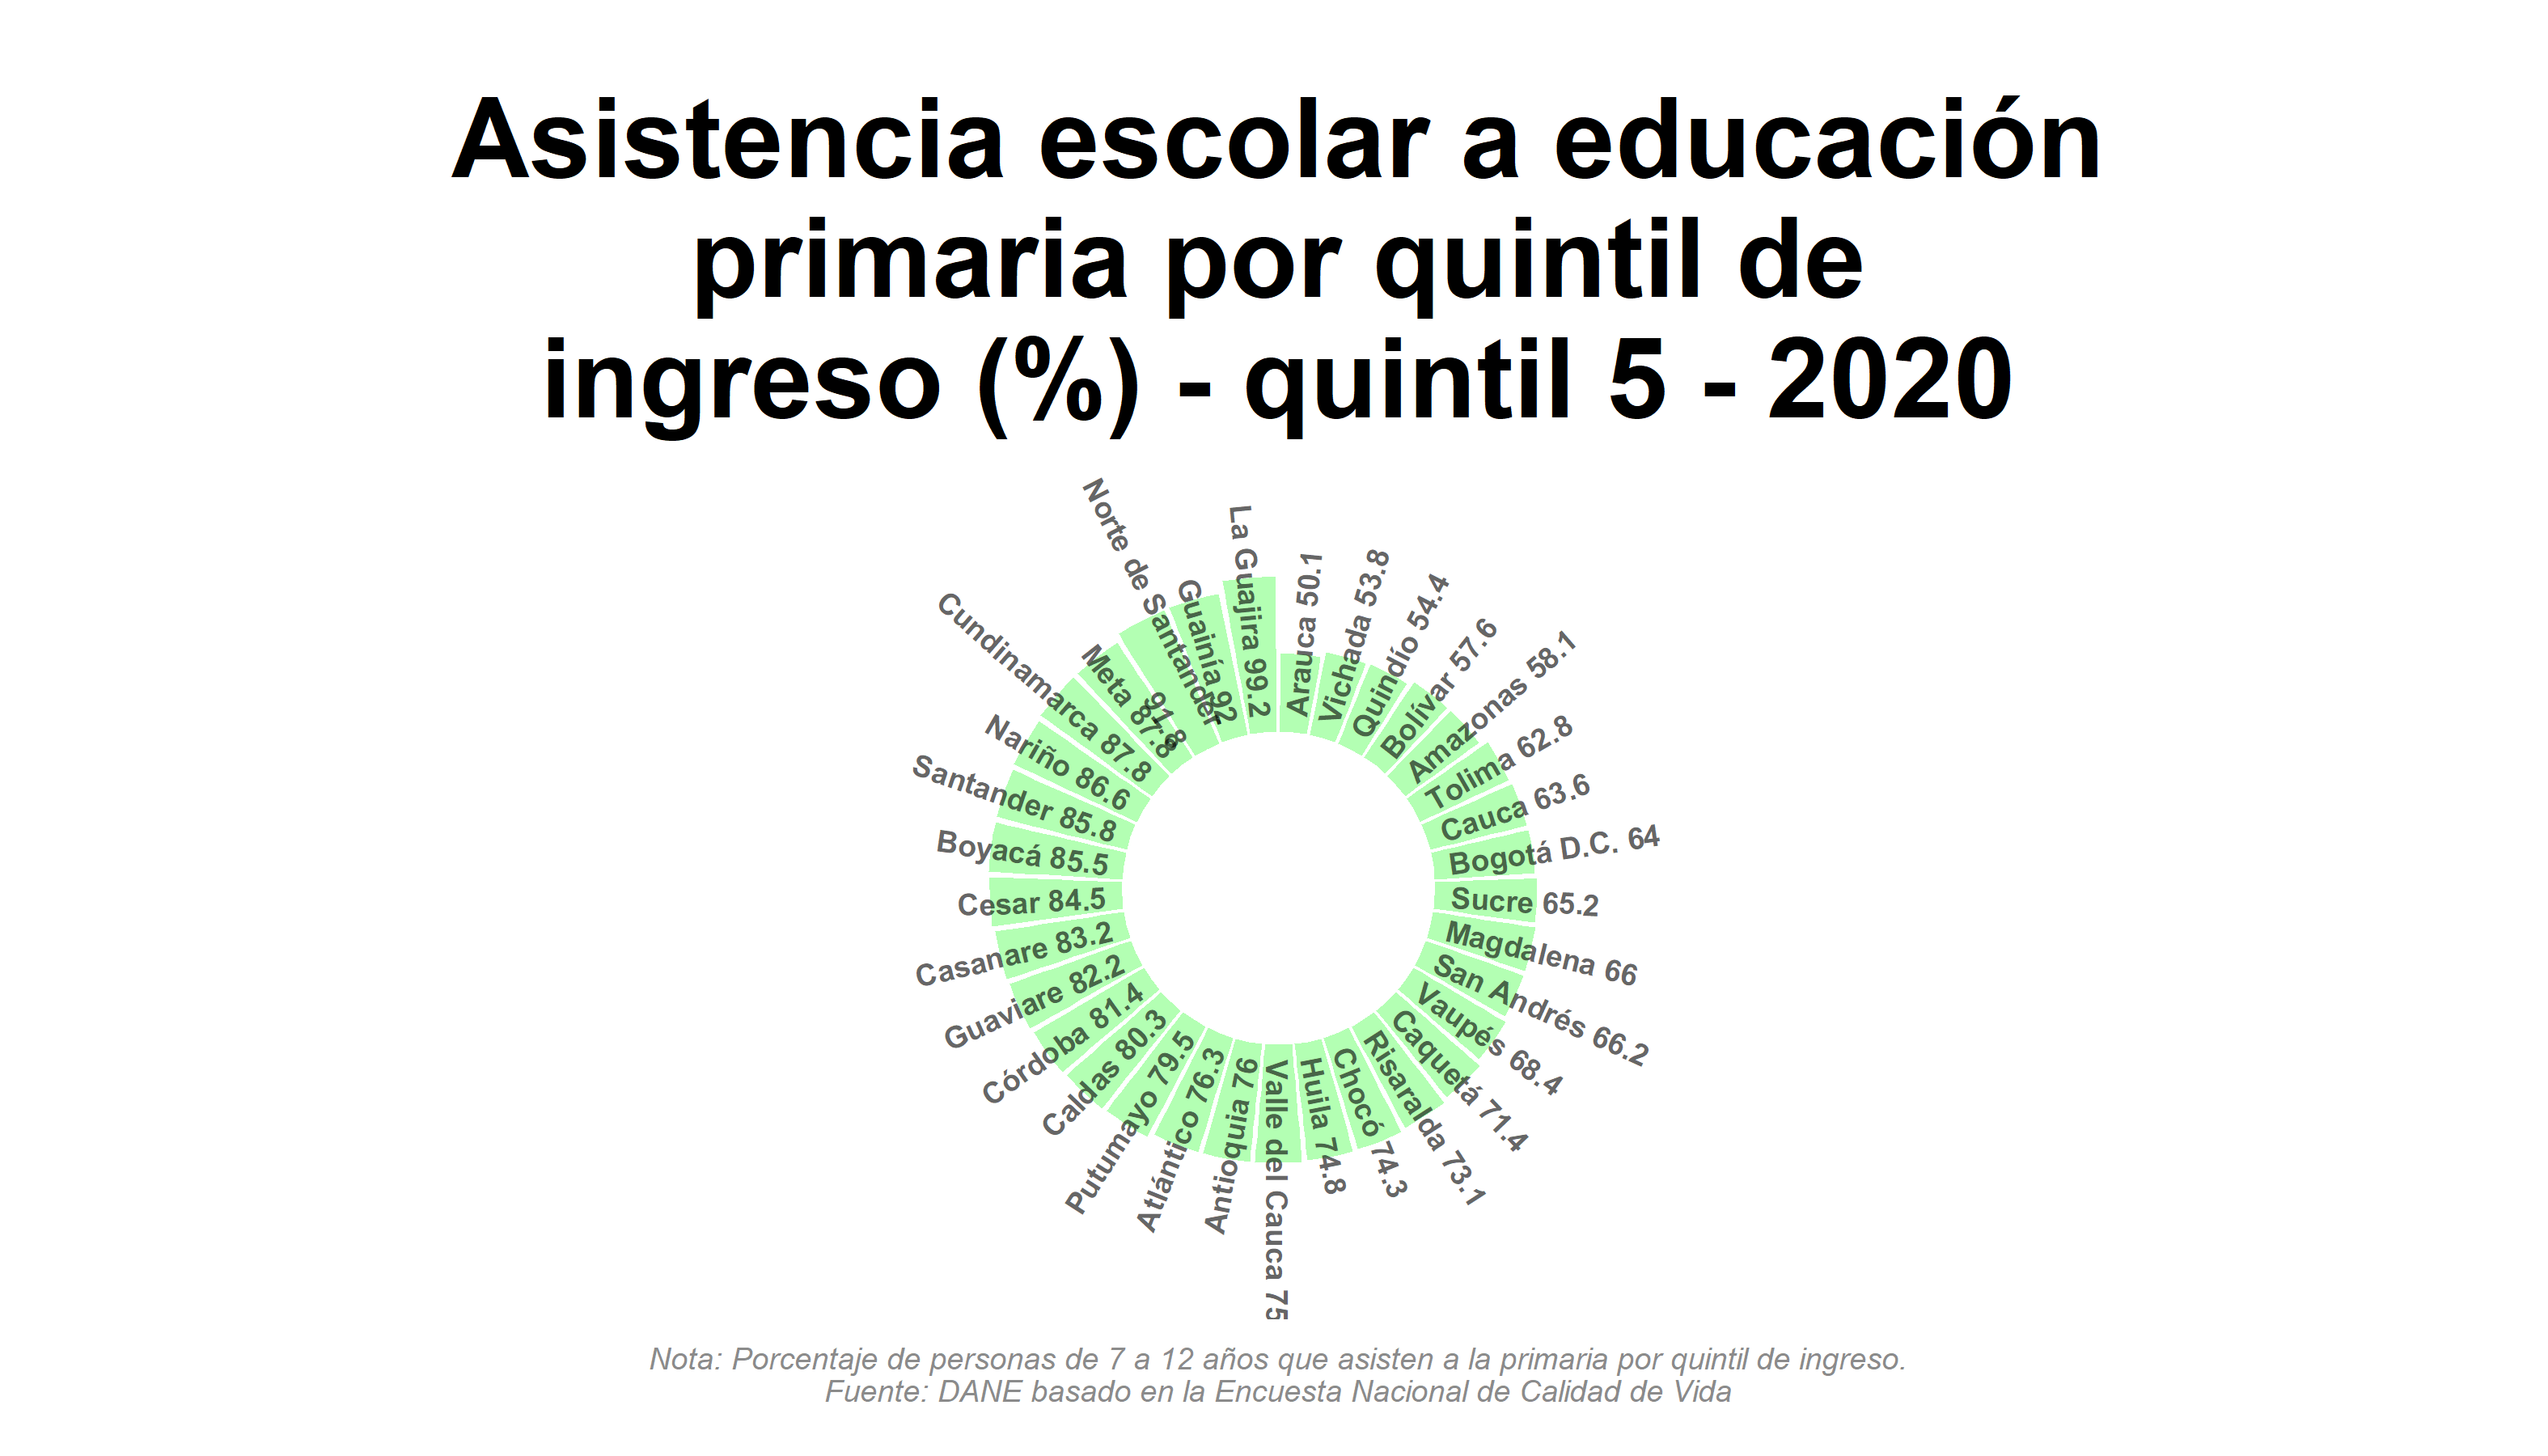 Asistencia escolar a educación
primaria por quintil de
ingreso (%) - quintil 5 - 2020
Arauca 50.1
Vichada 53.8
Quindío 54.4
Bolívar 57.6
Amazonas 58.1
Tolima 62.8
Cauca 63.6
Bogotá D.C. 64
Sucre 65.2
Magdalena 66
San Andrés 66.2
Vaupés 68.4
Caquetá 71.4
Risaralda 73.1
Chocó 74.3
Huila 74.8
Valle del Cauca 75
Antioquia 76
Atlántico 76.3
Putumayo 79.5
Caldas 80.3
Córdoba 81.4
Guaviare 82.2
Casanare 83.2
Cesar 84.5
Boyacá 85.5
Santander 85.8
Nariño 86.6
Cundinamarca 87.8
Meta 87.8
Norte de Santander
91.8
Guainía 92
La Guajira 99.2
Nota: Porcentaje de personas de 7 a 12 años que asisten a la primaria por quintil de ingreso.
Fuente: DANE basado en la Encuesta Nacional de Calidad de Vida